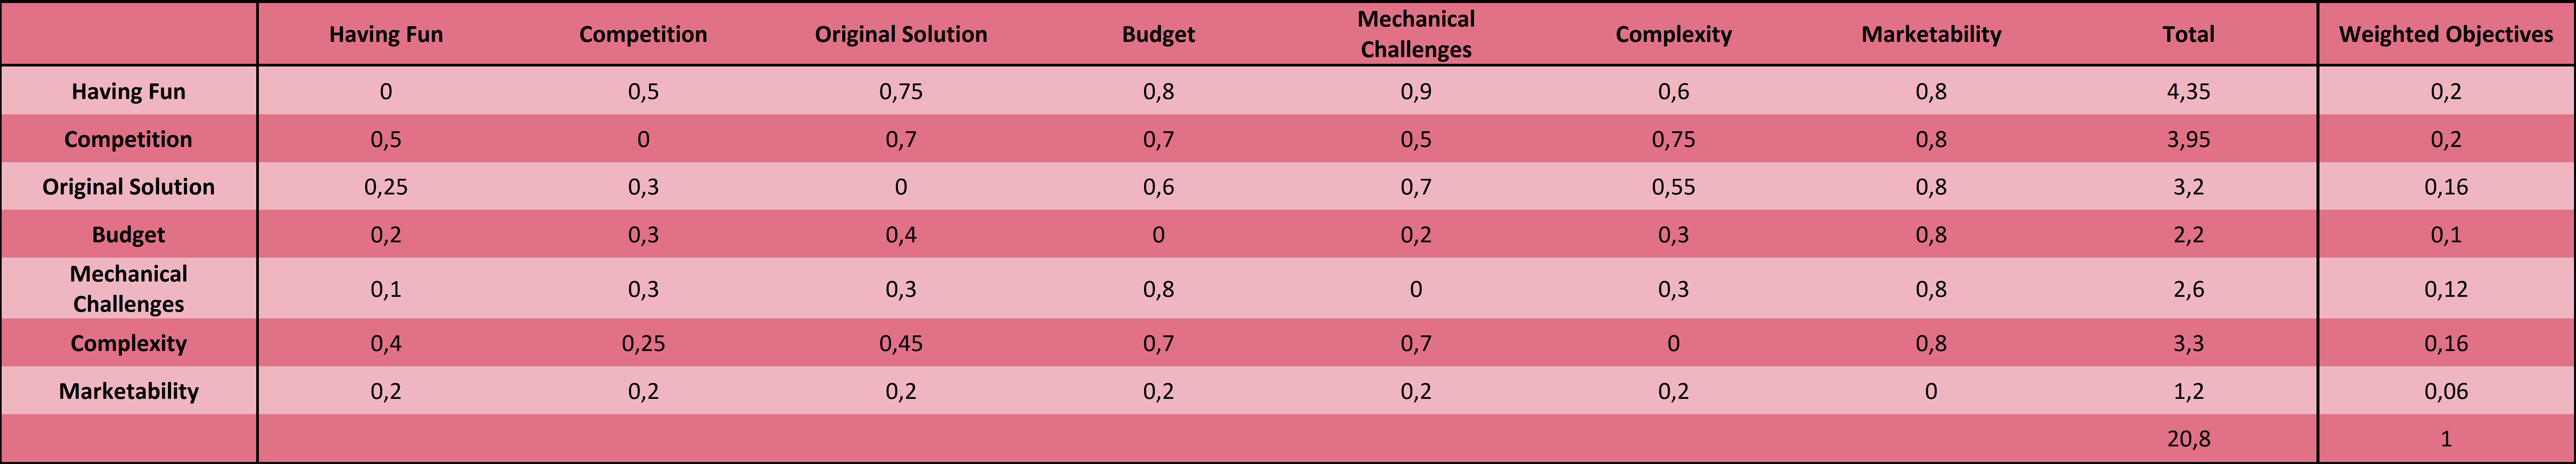 Having Fun Competition Original Solution Budget Mechanical Challenges Complexity Marketability Total Weighted Objectives
Having Fun 0 0,5 0,75 0,8 0,9 0,6 0,8 4,35 0,2
Competition 0,5 0 0,7 0,7 0,5 0,75 0,8 3,95 0,2
Original Solution 0,25 0,3 0 0,6 0,7 0,55 0,8 3,2 0,16
Budget 0,2 0,3 0,4 0 0,2 0,3 0,8 2,2 0,1
Mechanical Challenges 0,1 0,3 0,3 0,8 0 0,3 0,8 2,6 0,12
Complexity 0,4 0,25 0,45 0,7 0,7 0 0,8 3,3 0,16
Marketability 0,2 0,2 0,2 0,2 0,2 0,2 0 1,2 0,06
20,8 1